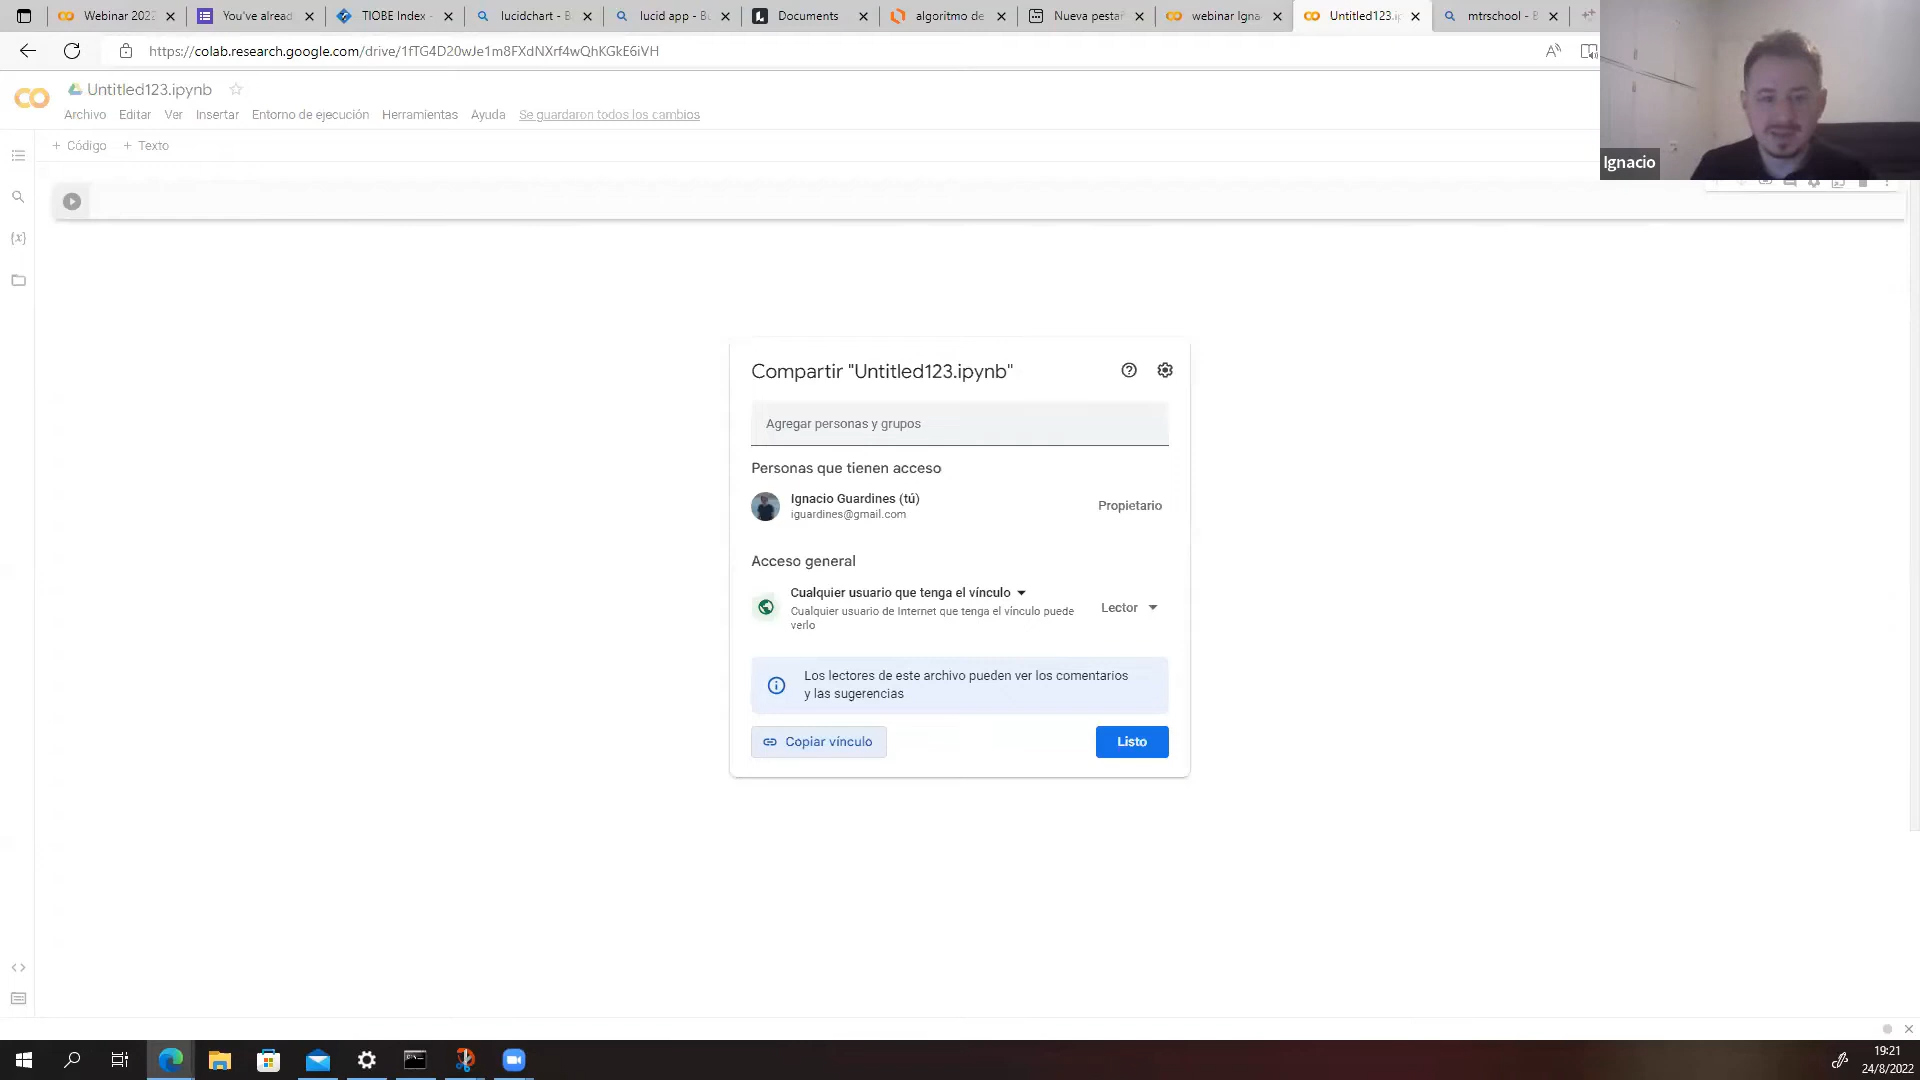 Webinar 2022
You've alread
TIOBE Index -
lucidchart - B
lucid app - Bu
Documents
algoritmo de
Nueva pestañ
webinar Igna
Untitled123.ip
mtrschool - B
https://colab.research.google.com/drive/1fTG4D20wJe1m8FXdNXrf4wQhKGkE6iVH
Untitled123.ipynb
Archivo Editar Ver Insertar Entorno de ejecución Herramientas Ayuda Se guardaron todos los cambios
+ Código + Texto
Ignacio
Compartir "Untitled123.ipynb"
Agregar personas y grupos
Personas que tienen acceso
Ignacio Guardines (tú)
iguardines@gmail.com
Propietario
Acceso general
Cualquier usuario que tenga el vínculo
Cualquier usuario de Internet que tenga el vínculo puede
verlo
Lector
Los lectores de este archivo pueden ver los comentarios
y las sugerencias
Copiar vínculo
Listo
19:21
24/8/2022